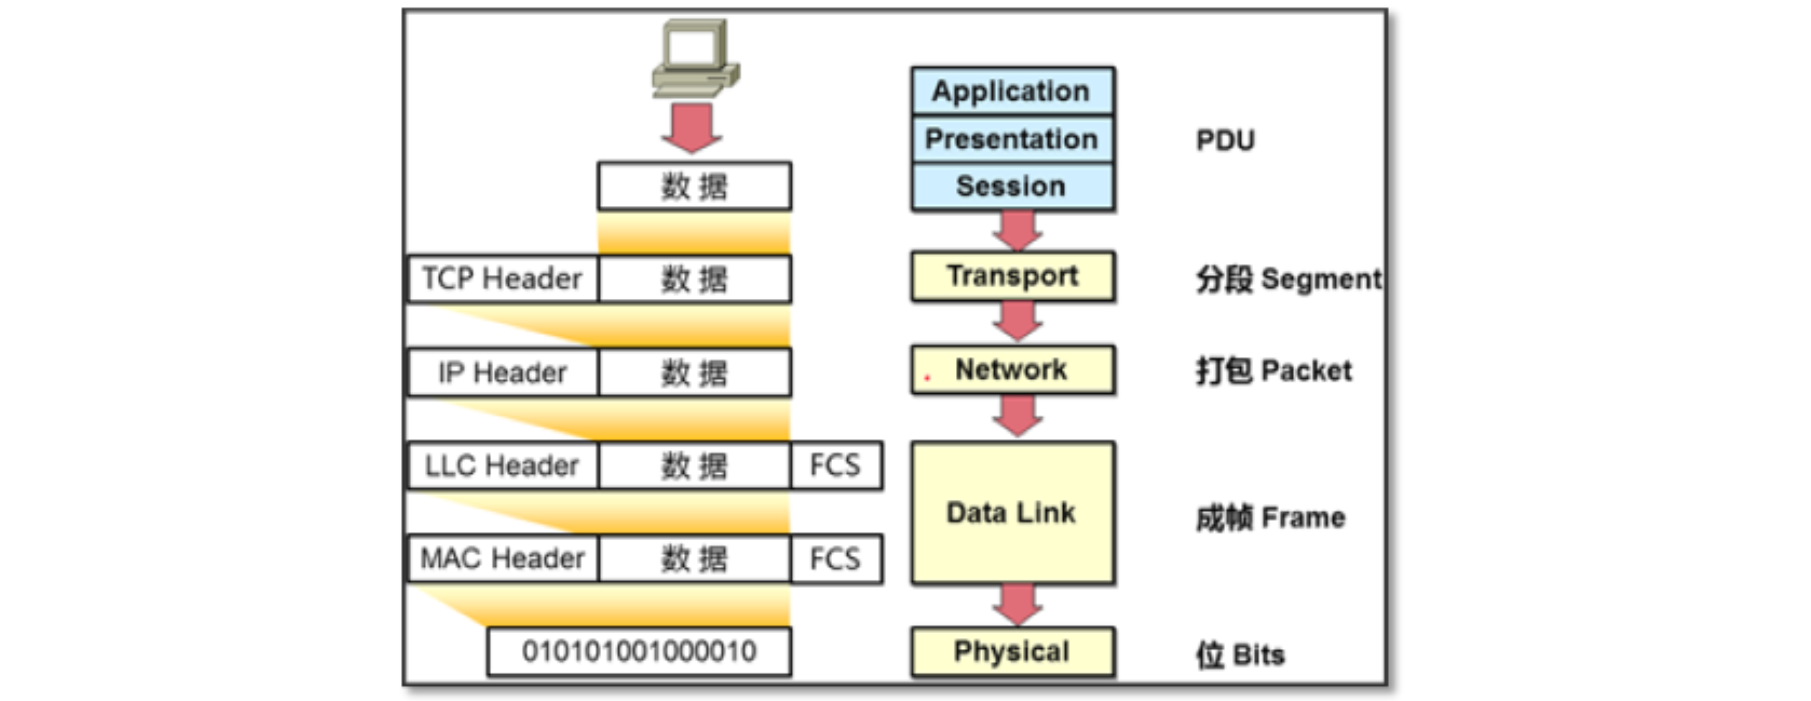 Application
Presentation
PDU
数据
Session
TCP Header
数据
Transport
分段 Segment
IP Header
数据
Network
打包 Packet
LLC Header
数据
FCS
Data Link
成帧 Frame
MAC Header
数据
FCS
010101001000010
Physical
位 Bits